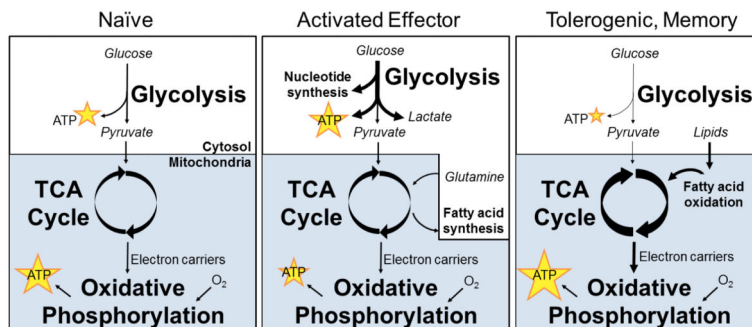 Naïve
Glucose
Glycolysis
ATP
Pyruvate
Cytosol
Mitochondria
TCA
Cycle
Electron carriers
ATP
Oxidative
O2
Phosphorylation
Activated Effector
Glucose
Nucleotide
synthesis
Glycolysis
ATP
Lactate
Pyruvate
TCA
Cycle
Glutamine
Fatty acid
synthesis
Electron carriers
ATP
Oxidative
O2
Phosphorylation
Tolerogenic, Memory
Glucose
Glycolysis
ATP
Pyruvate
Lipids
TCA
Cycle
Fatty acid
oxidation
Electron carriers
ATP
Oxidative
O2
Phosphorylation